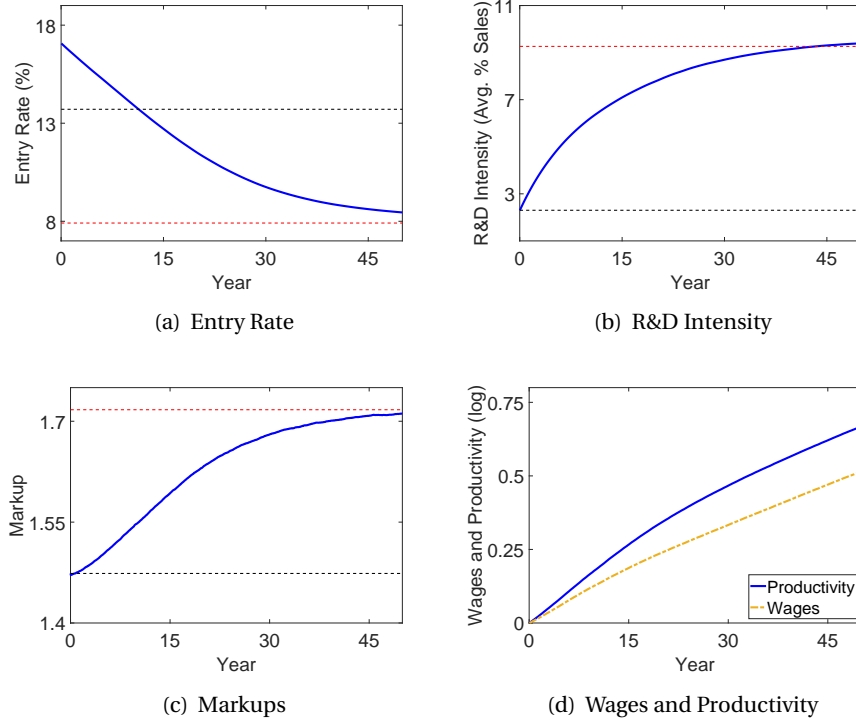 18
13
8
Entry Rate (%)
0 15 30 45
Year
(a) Entry Rate
11
7
3
R&D Intensity (Avg. % Sales)
0 15 30 45
Year
(b) R&D Intensity
1.7
1.55
1.4
Markup
0 15 30 45
Year
(c) Markups
0.75
0.5
0.25
0
Wages and Productivity (log)
Productivity
Wages
0 15 30 45
Year
(d) Wages and Productivity